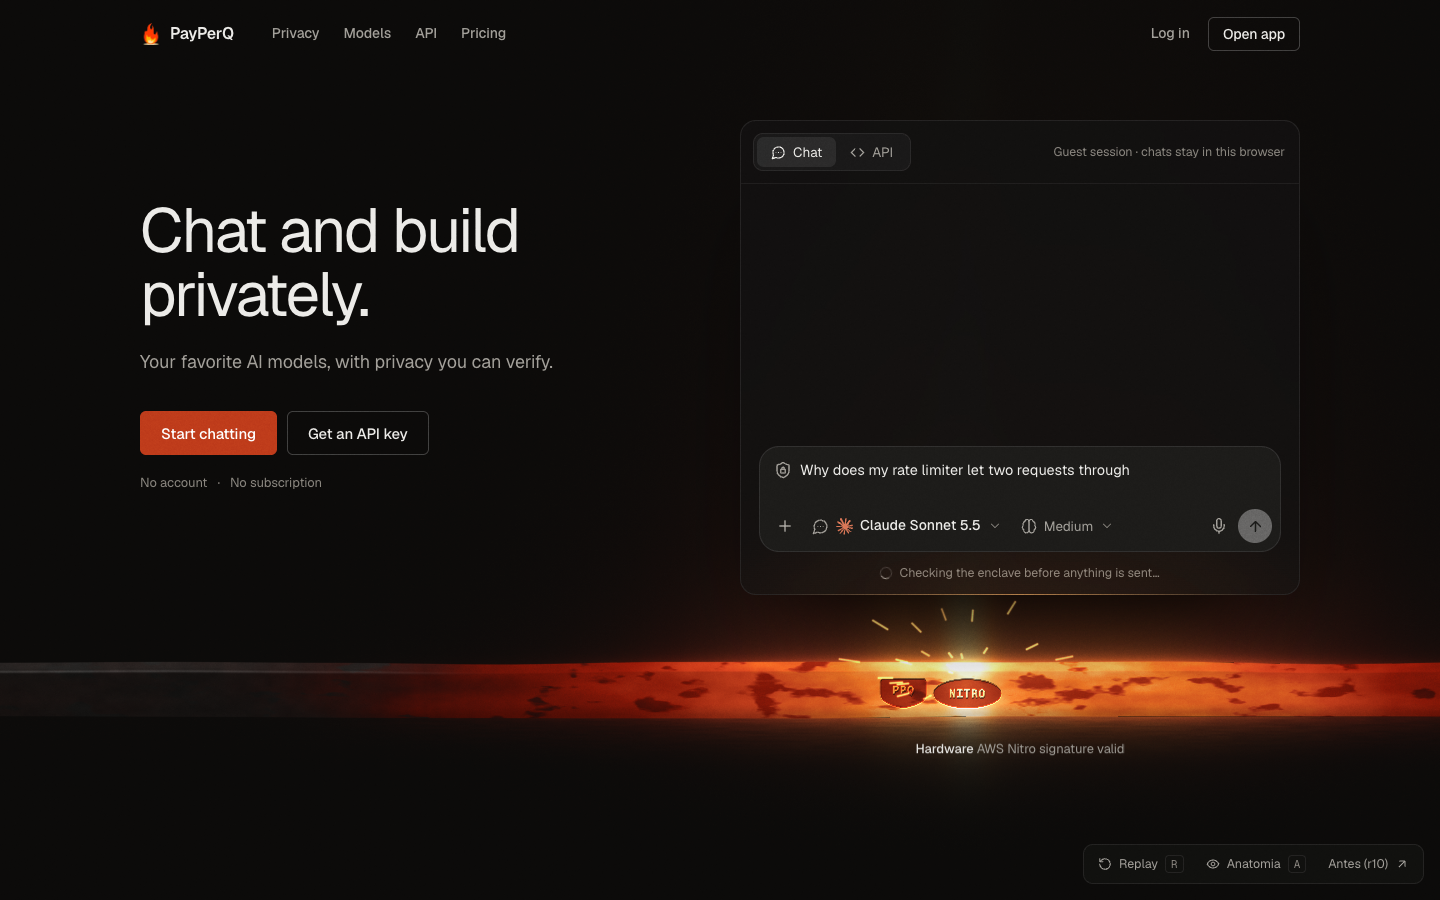 PayPerQ Privacy Models API Pricing Log in Open app
Chat API Guest session · chats stay in this browser
Chat and build
privately.
Your favorite AI models, with privacy you can verify.
Start chatting Get an API key
No account · No subscription
Why does my rate limiter let two requests through
Claude Sonnet 5.5 Medium
Checking the enclave before anything is sent…
PPQ NITRO
Hardware AWS Nitro signature valid
Replay R Anatomia A Antes (r10)